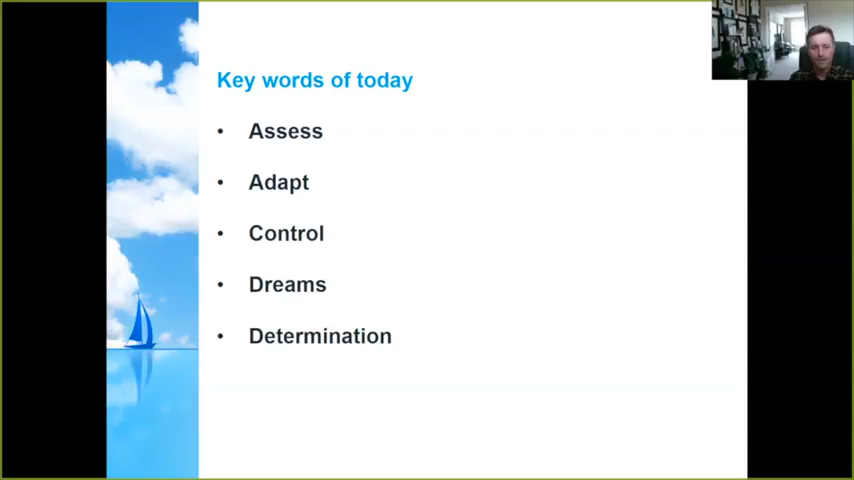 Key words of today
• Assess
• Adapt
• Control
• Dreams
• Determination